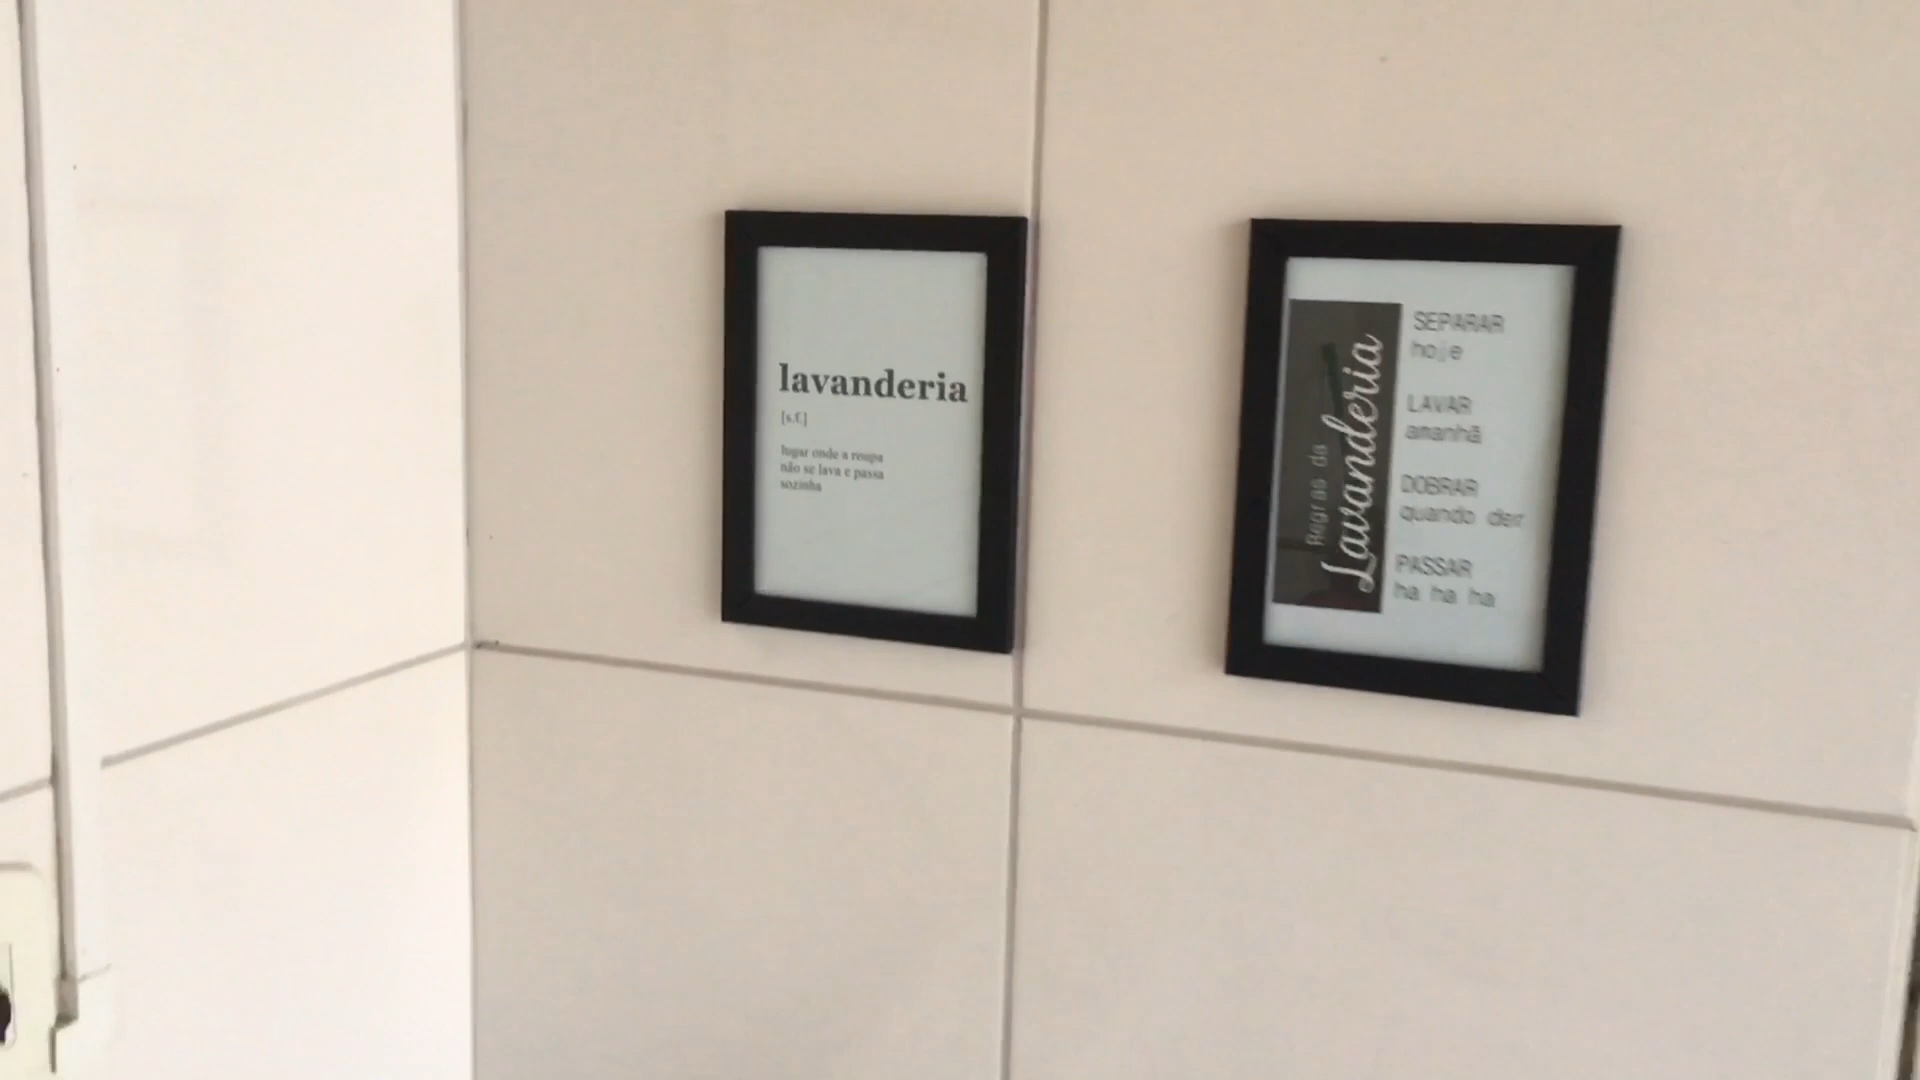 lavanderia
[s.f.]
lugar onde a roupa
não se lava e passa
sozinha
Regras da
Lavanderia
SEPARAR
hoje
LAVAR
amanhã
DOBRAR
quando der
PASSAR
ha ha ha